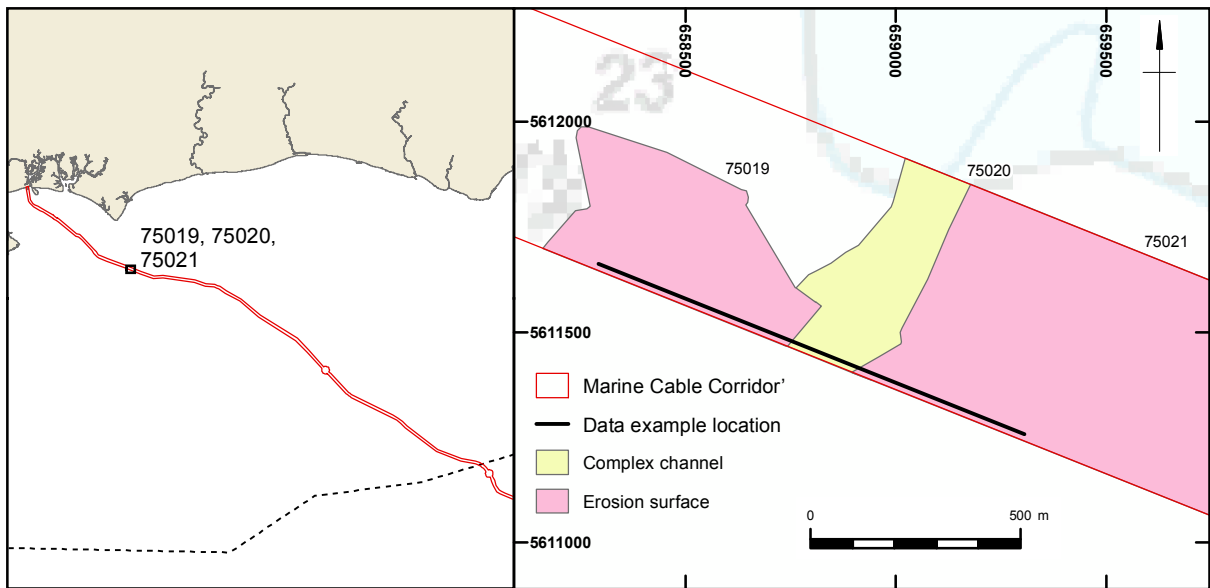 75019, 75020,
75021
658500
659000
659500
23
5612000
75019
75020
75021
5611500
Marine Cable Corridor'
Data example location
Complex channel
Erosion surface
0 500 m
5611000